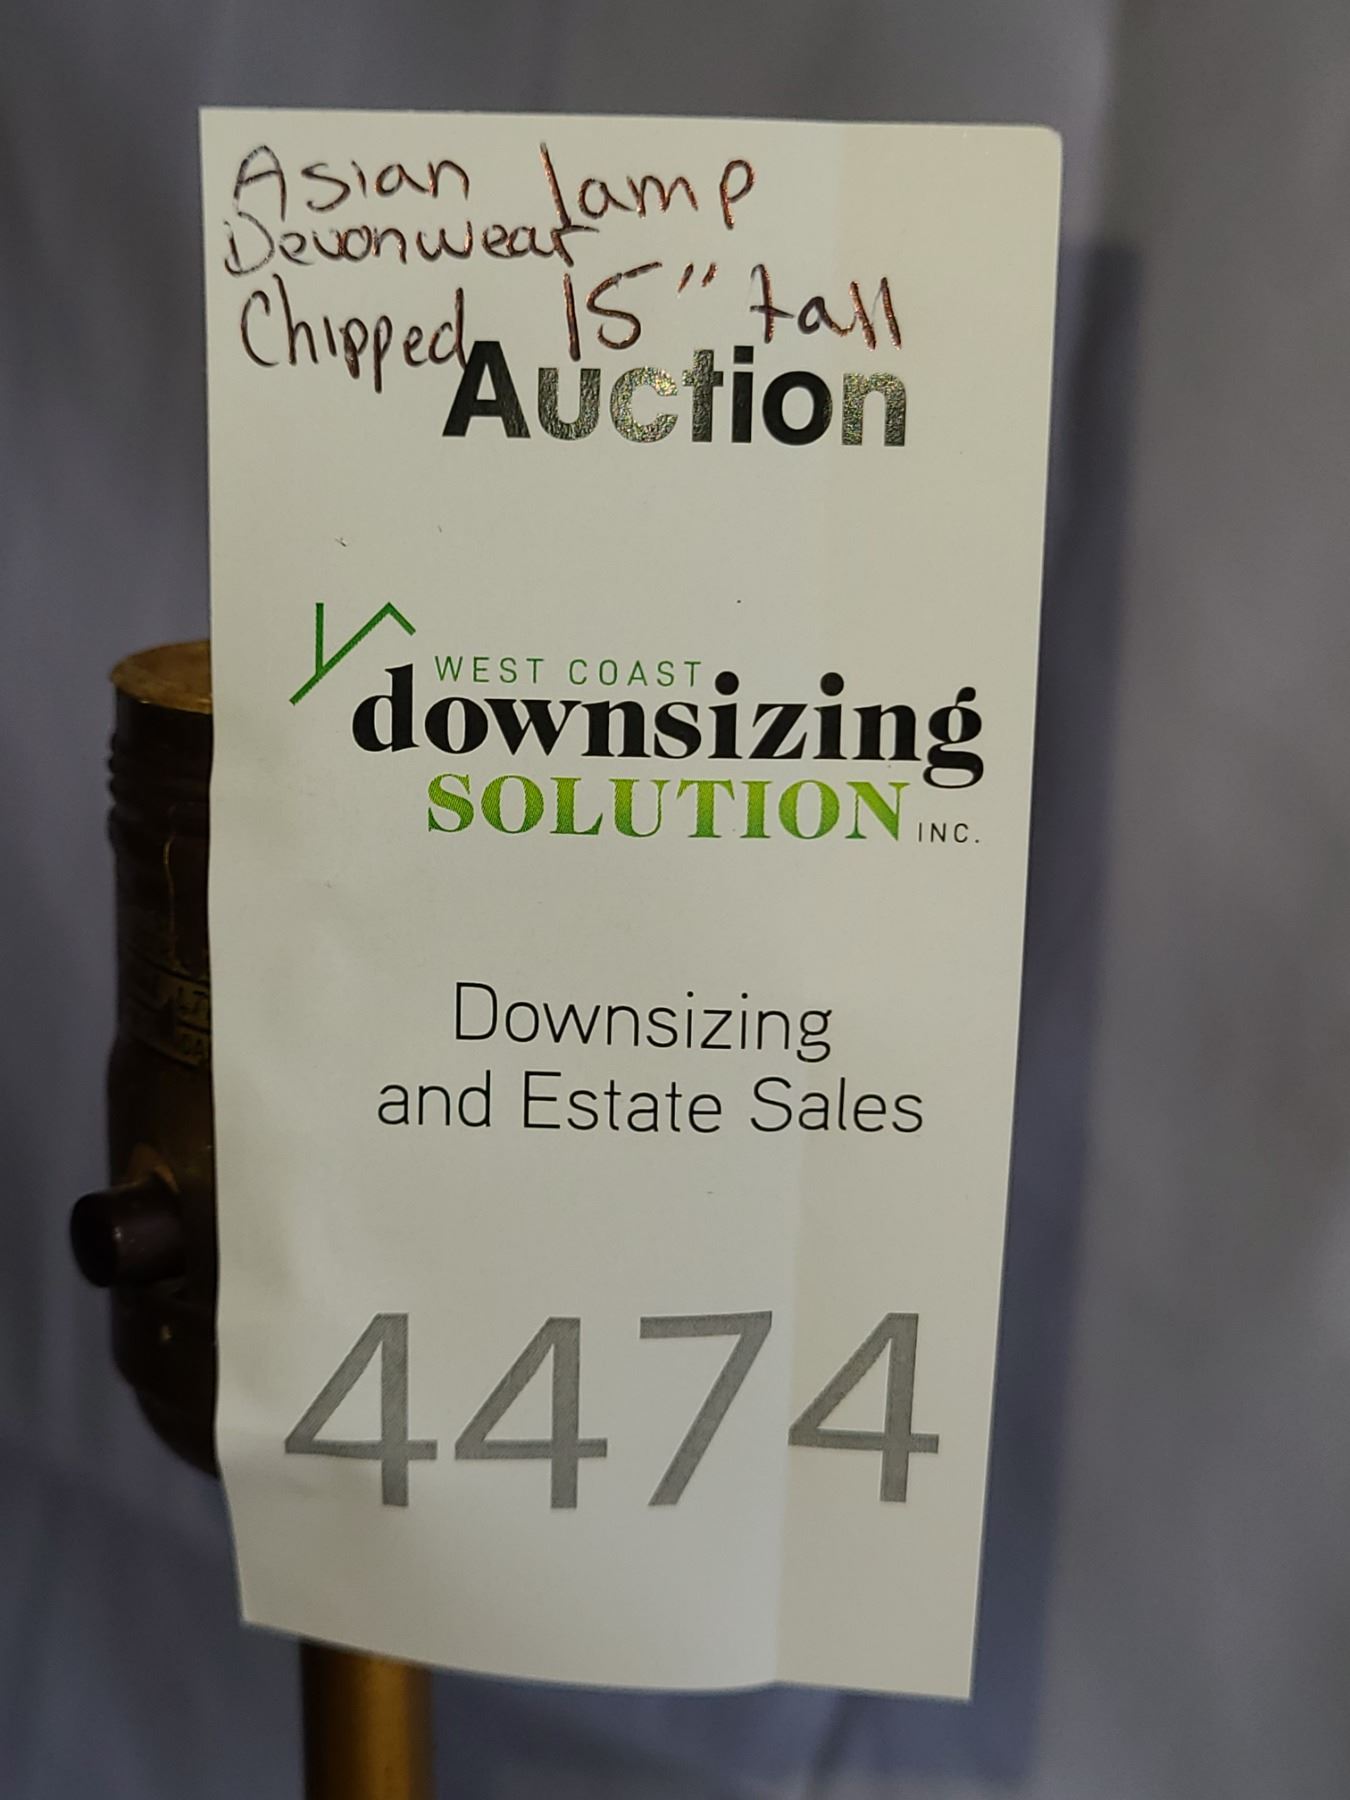 Asian lamp
Devonwear
Chipped 15" tall
Auction
WEST COAST
downsizing
SOLUTION INC.
Downsizing
and Estate Sales
4474